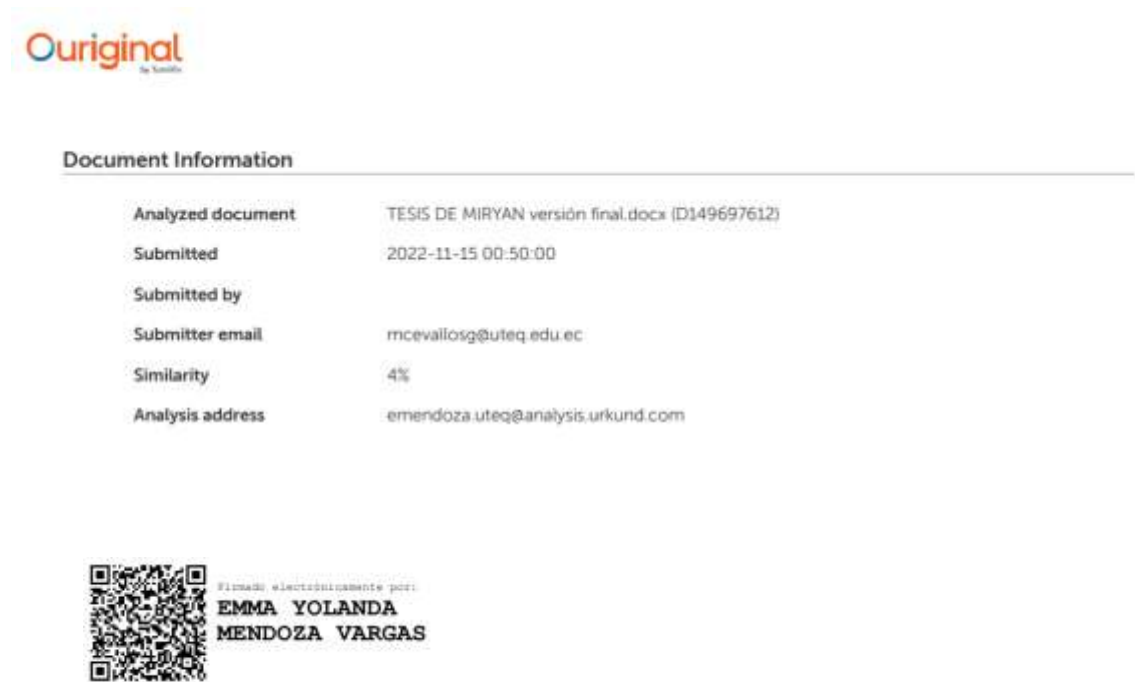 Ouriginal
by Turnitin
Document Information
Analyzed document TESIS DE MIRYAN versión final.docx (D149697612)
Submitted 2022-11-15 00:50:00
Submitted by
Submitter email mcevallosg@uteq.edu.ec
Similarity 4%
Analysis address emendoza.uteq@analysis.urkund.com
Firmado electrónicamente por:
EMMA YOLANDA
MENDOZA VARGAS